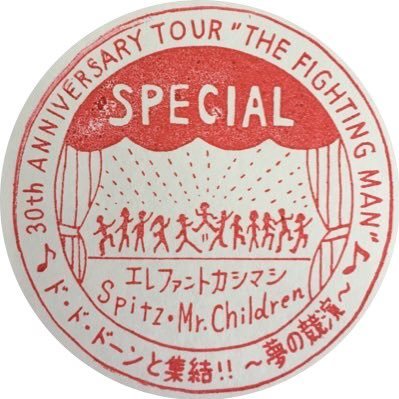 30th ANNIVERSARY TOUR "THE FIGHTING MAN"
SPECIAL
エレファントカシマシ
Spitz・Mr.Children
♪ド・ド・ドーンと集結!!～夢の競演～♪